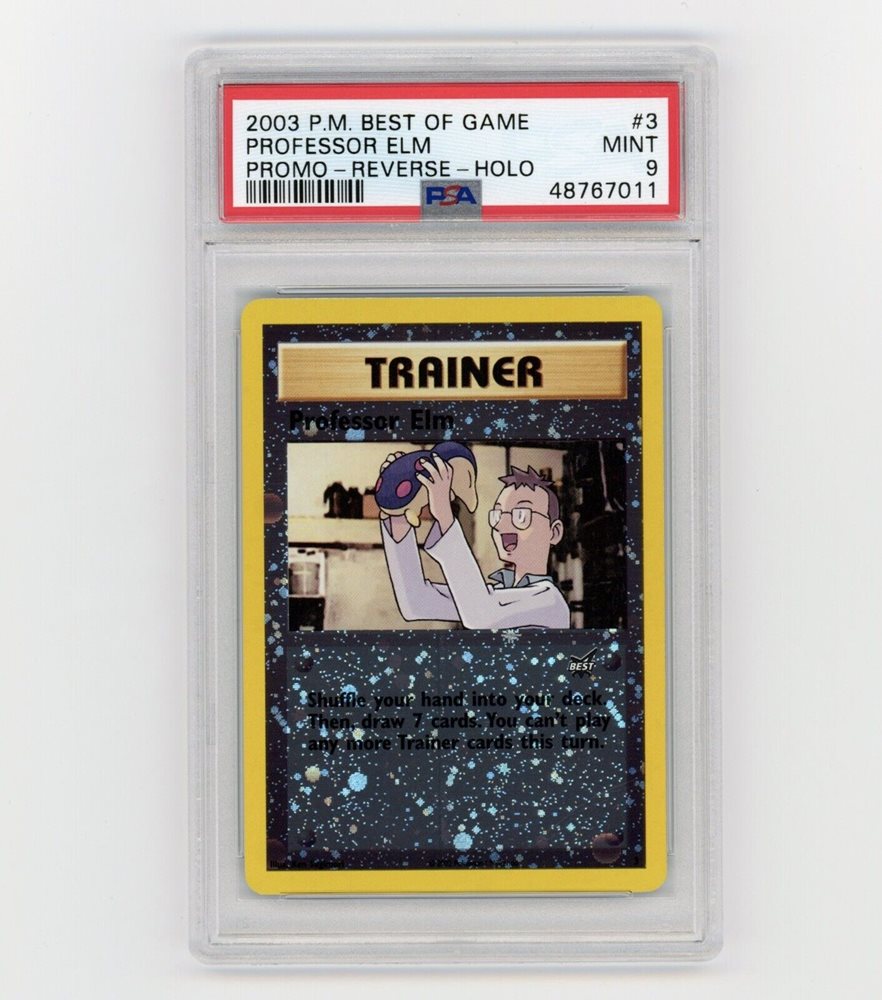 2003 P.M. BEST OF GAME #3
PROFESSOR ELM MINT
PROMO - REVERSE - HOLO 9
PSA 48767011
TRAINER
Professor Elm
BEST
Shuffle your hand into your deck.
Then, draw 7 cards. You can't play
any more Trainer cards this turn.
3